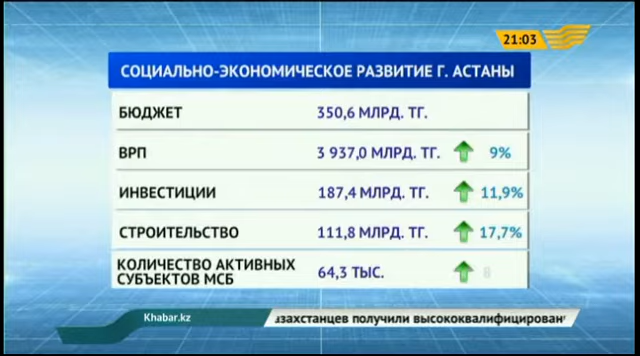 21:03
СОЦИАЛЬНО-ЭКОНОМИЧЕСКОЕ РАЗВИТИЕ Г. АСТАНЫ
БЮДЖЕТ 350,6 МЛРД. ТГ.
ВРП 3 937,0 МЛРД. ТГ. 9%
ИНВЕСТИЦИИ 187,4 МЛРД. ТГ. 11,9%
СТРОИТЕЛЬСТВО 111,8 МЛРД. ТГ. 17,7%
КОЛИЧЕСТВО АКТИВНЫХ
СУБЪЕКТОВ МСБ 64,3 ТЫС.
Khabar.kz азахстанцев получили высококвалифицирован